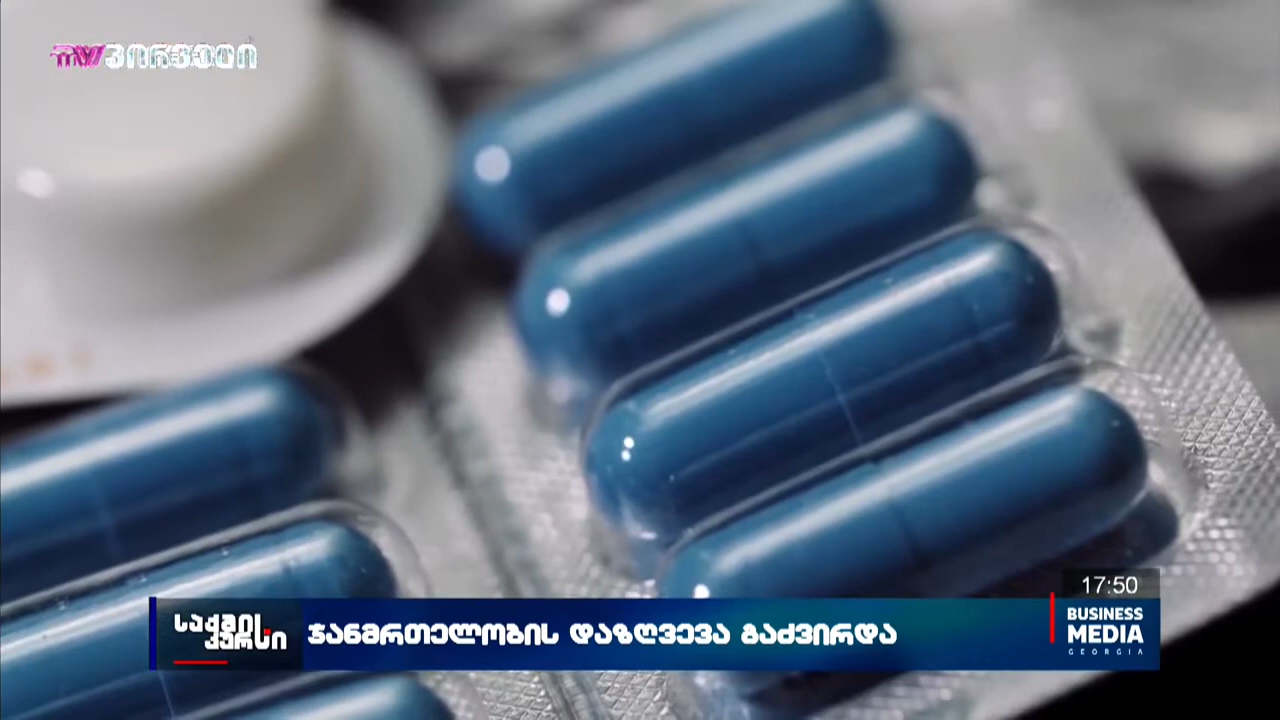 TV პირველი
17:50
საქმის კურსი
ჯანმრთელობის დაზღვევა გაძვირდა
BUSINESS
MEDIA
GEORGIA